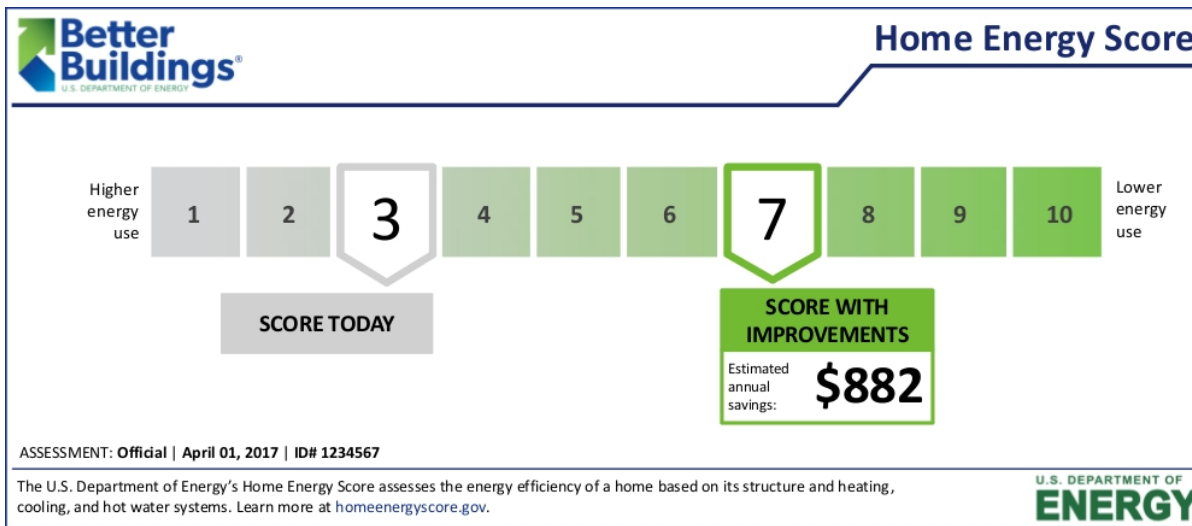 Better
Buildings®
U.S. DEPARTMENT OF ENERGY
Home Energy Score
Higher
energy
use
1 2 3 4 5 6 7 8 9 10
Lower
energy
use
SCORE TODAY
SCORE WITH
IMPROVEMENTS
Estimated
annual
savings:
$882
ASSESSMENT: Official | April 01, 2017 | ID# 1234567
The U.S. Department of Energy’s Home Energy Score assesses the energy efficiency of a home based on its structure and heating,
cooling, and hot water systems. Learn more at homeenergyscore.gov.
U.S. DEPARTMENT OF
ENERGY